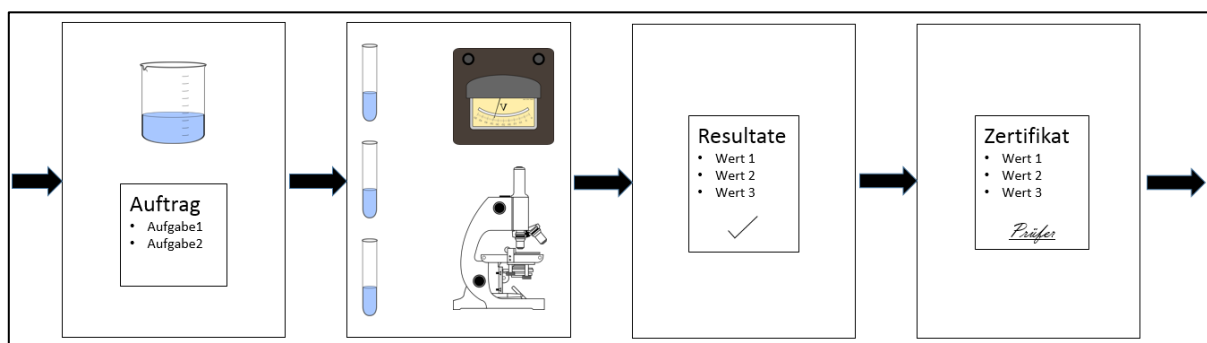 Auftrag
• Aufgabe1
• Aufgabe2
V
Resultate
• Wert 1
• Wert 2
• Wert 3
Zertifikat
• Wert 1
• Wert 2
• Wert 3
Prüfer